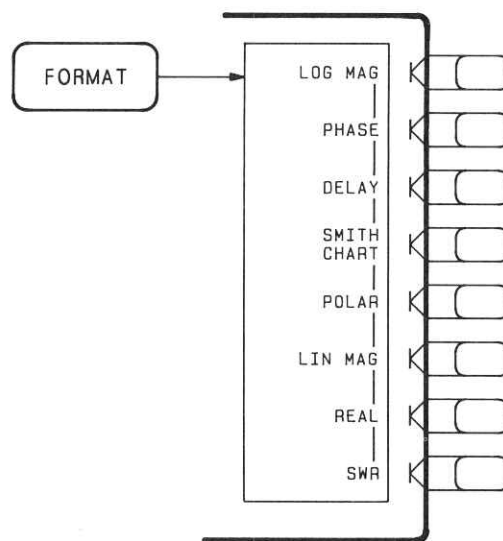 FORMAT
LOG MAG
PHASE
DELAY
SMITH
CHART
POLAR
LIN MAG
REAL
SWR